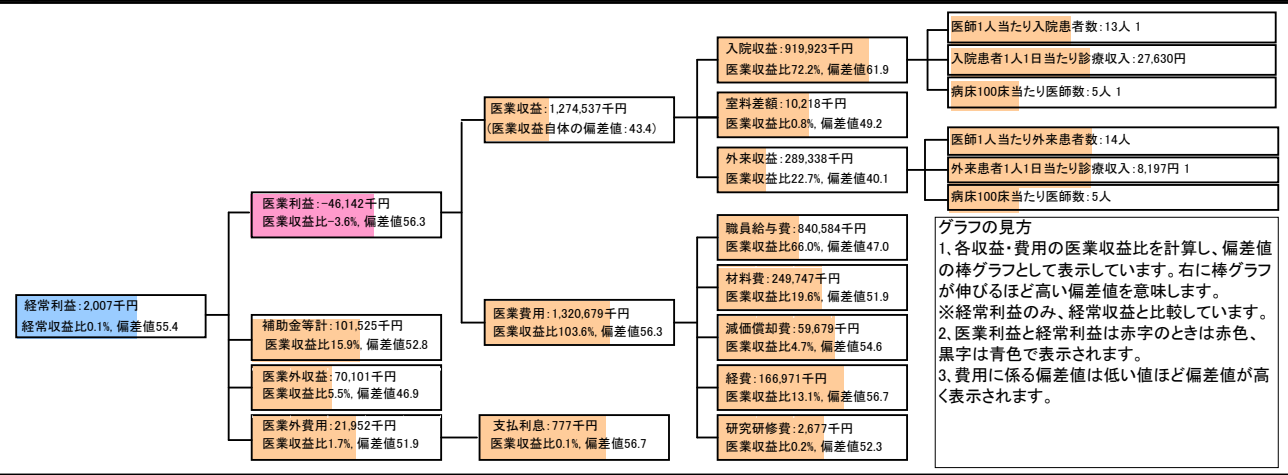 経常利益:2,007千円
経常収益比0.1%, 偏差値55.4
医業利益:-46,142千円
医業収益比-3.6%, 偏差値56.3
補助金等計:101,525千円
医業収益比15.9%, 偏差値52.8
医業外収益:70,101千円
医業収益比5.5%, 偏差値46.9
医業外費用:21,952千円
医業収益比1.7%, 偏差値51.9
医業収益:1,274,537千円
(医業収益自体の偏差値:43.4)
医業費用:1,320,679千円
医業収益比103.6%, 偏差値56.3
支払利息:777千円
医業収益比0.1%, 偏差値56.7
入院収益:919,923千円
医業収益比72.2%, 偏差値61.9
室料差額:10,218千円
医業収益比0.8%, 偏差値49.2
外来収益:289,338千円
医業収益比22.7%, 偏差値40.1
職員給与費:840,584千円
医業収益比66.0%, 偏差値47.0
材料費:249,747千円
医業収益比19.6%, 偏差値51.9
減価償却費:59,679千円
医業収益比4.7%, 偏差値54.6
経費:166,971千円
医業収益比13.1%, 偏差値56.7
研究研修費:2,677千円
医業収益比0.2%, 偏差値52.3
医師1人当たり入院患者数:13人 1
入院患者1人1日当たり診療収入:27,630円
病床100床当たり医師数:5人 1
医師1人当たり外来患者数:14人
外来患者1人1日当たり診療収入:8,197円 1
病床100床当たり医師数:5人
グラフの見方
1、各収益・費用の医業収益比を計算し、偏差値
の棒グラフとして表示しています。右に棒グラフ
が伸びるほど高い偏差値を意味します。
※経常利益のみ、経常収益と比較しています。
2、医業利益と経常利益は赤字のときは赤色、
黒字は青色で表示されます。
3、費用に係る偏差値は低い値ほど偏差値が高
く表示されます。